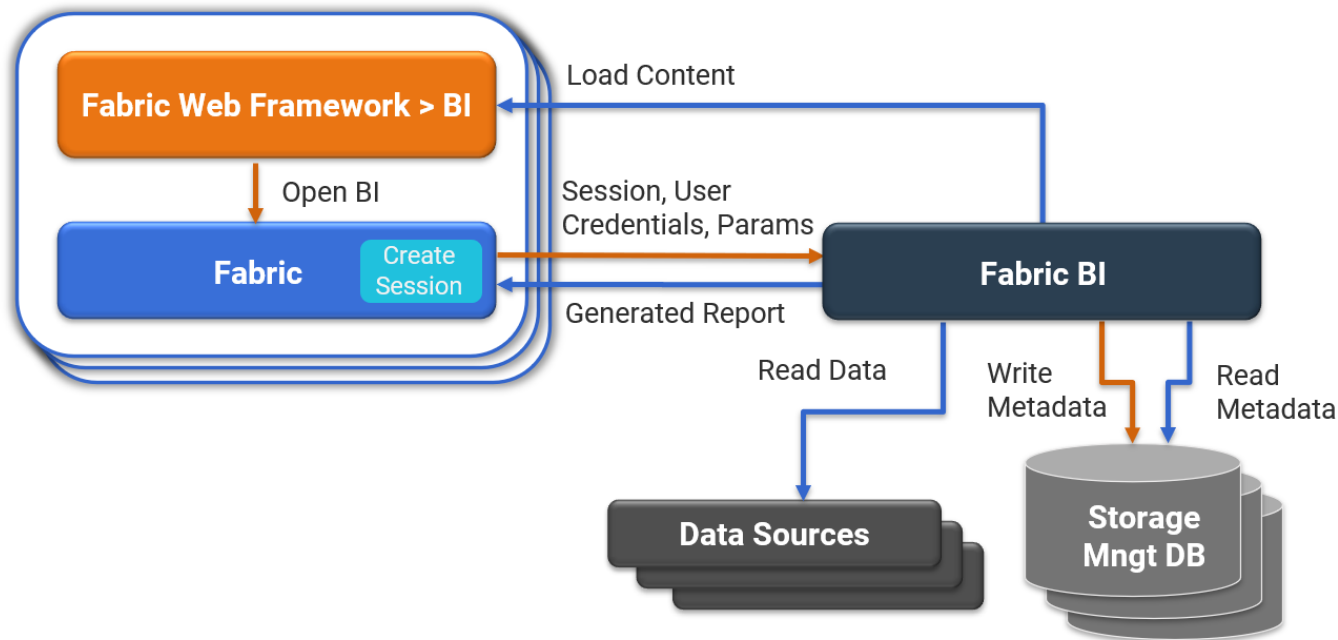 Load Content
Fabric Web Framework > BI
Open BI
Session, User
Credentials, Params
Fabric
Create
Session
Fabric BI
Generated Report
Read Data
Write
Metadata
Read
Metadata
Data Sources
Storage
Mngt DB